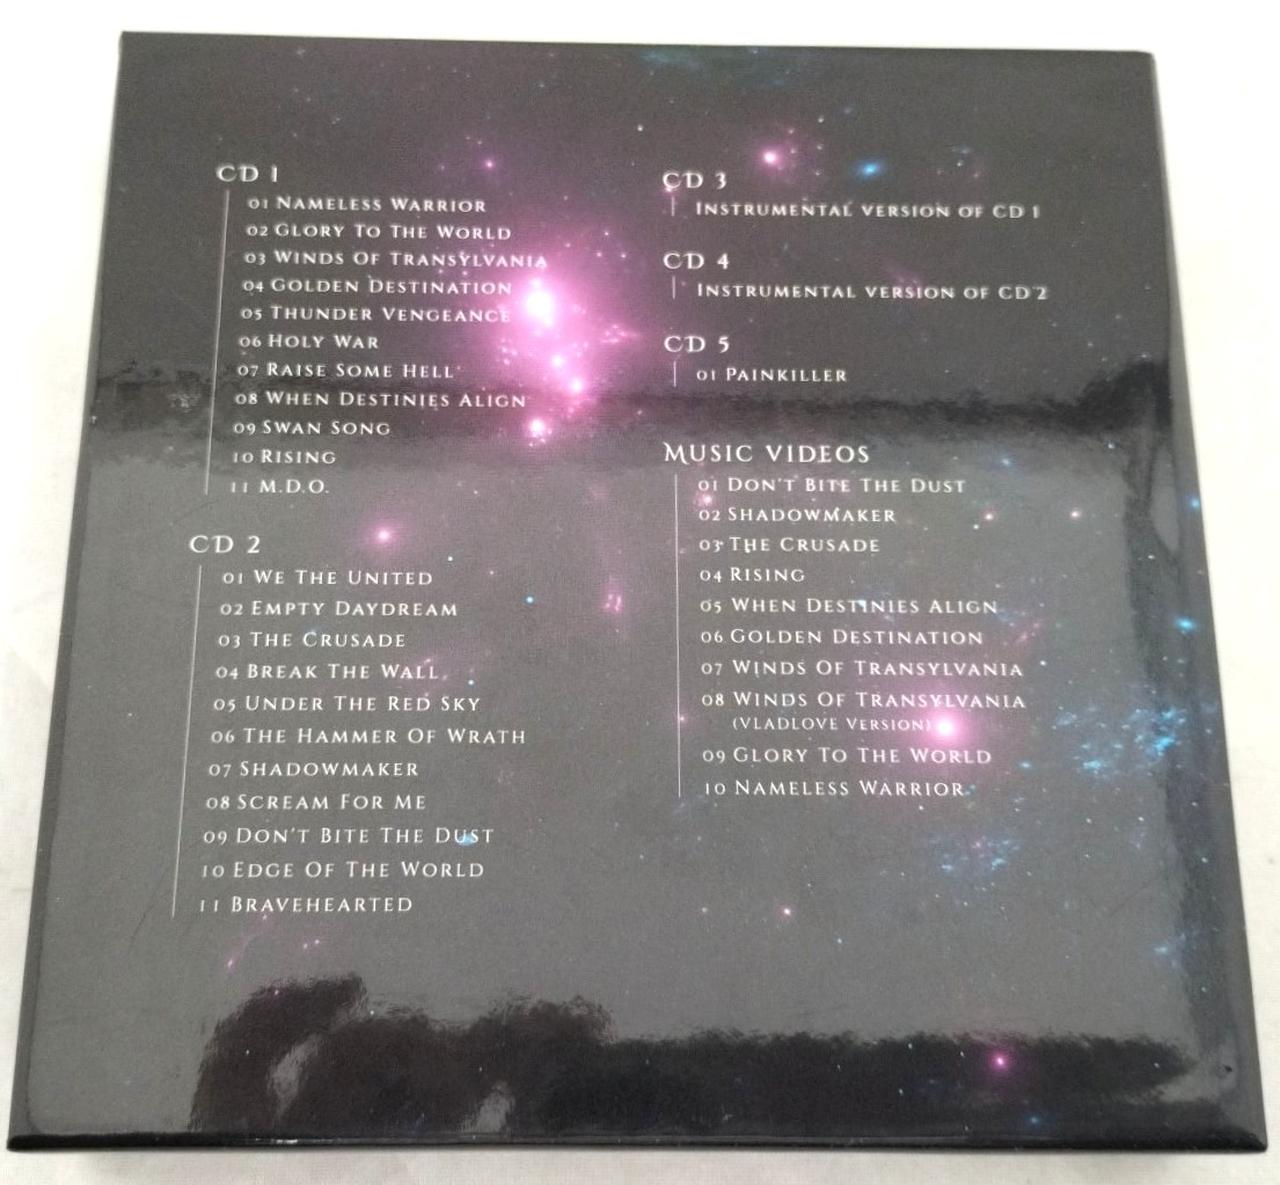 CD 1
01 NAMELESS WARRIOR
02 GLORY TO THE WORLD
03 WINDS OF TRANSYLVANIA
04 GOLDEN DESTINATION
05 THUNDER VENGEANCE
06 HOLY WAR
07 RAISE SOME HELL
08 WHEN DESTINIES ALIGN
09 SWAN SONG
10 RISING
11 M.D.O.
CD 2
01 WE THE UNITED
02 EMPTY DAYDREAM
03 THE CRUSADE
04 BREAK THE WALL
05 UNDER THE RED SKY
06 THE HAMMER OF WRATH
07 SHADOWMAKER
08 SCREAM FOR ME
09 DON'T BITE THE DUST
10 EDGE OF THE WORLD
11 BRAVEHEARTED
CD 3
INSTRUMENTAL VERSION OF CD 1
CD 4
INSTRUMENTAL VERSION OF CD 2
CD 5
01 PAINKILLER
MUSIC VIDEOS
01 DON'T BITE THE DUST
02 SHADOWMAKER
03 THE CRUSADE
04 RISING
05 WHEN DESTINIES ALIGN
06 GOLDEN DESTINATION
07 WINDS OF TRANSYLVANIA
08 WINDS OF TRANSYLVANIA
(VLADLOVE VERSION)
09 GLORY TO THE WORLD
10 NAMELESS WARRIOR